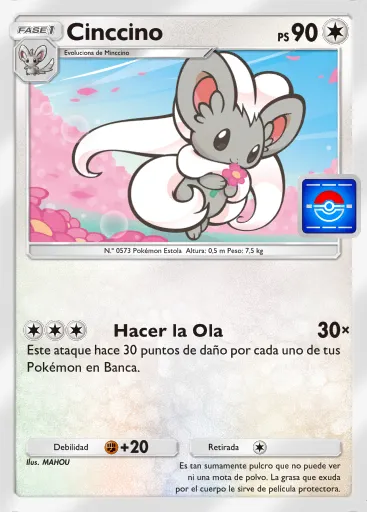 FASE 1
Cinccino
PS 90
Evoluciona de Minccino
N.º 0573 Pokémon Estola Altura: 0,5 m Peso: 7,5 kg
Hacer la Ola 30×
Este ataque hace 30 puntos de daño por cada uno de tus
Pokémon en Banca.
Debilidad +20 Retirada
Ilus. MAHOU
Es tan sumamente pulcro que no puede ver
ni una mota de polvo. La grasa que exuda
por el cuerpo le sirve de película protectora.